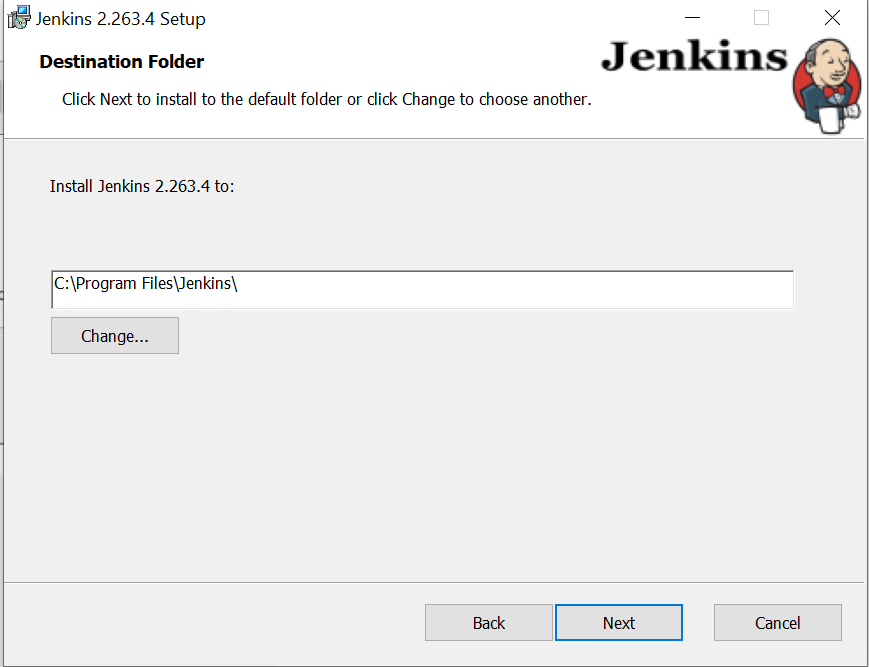 Jenkins 2.263.4 Setup
Destination Folder
Jenkins
Click Next to install to the default folder or click Change to choose another.
Install Jenkins 2.263.4 to:
C:\Program Files\Jenkins\
Change...
Back
Next
Cancel